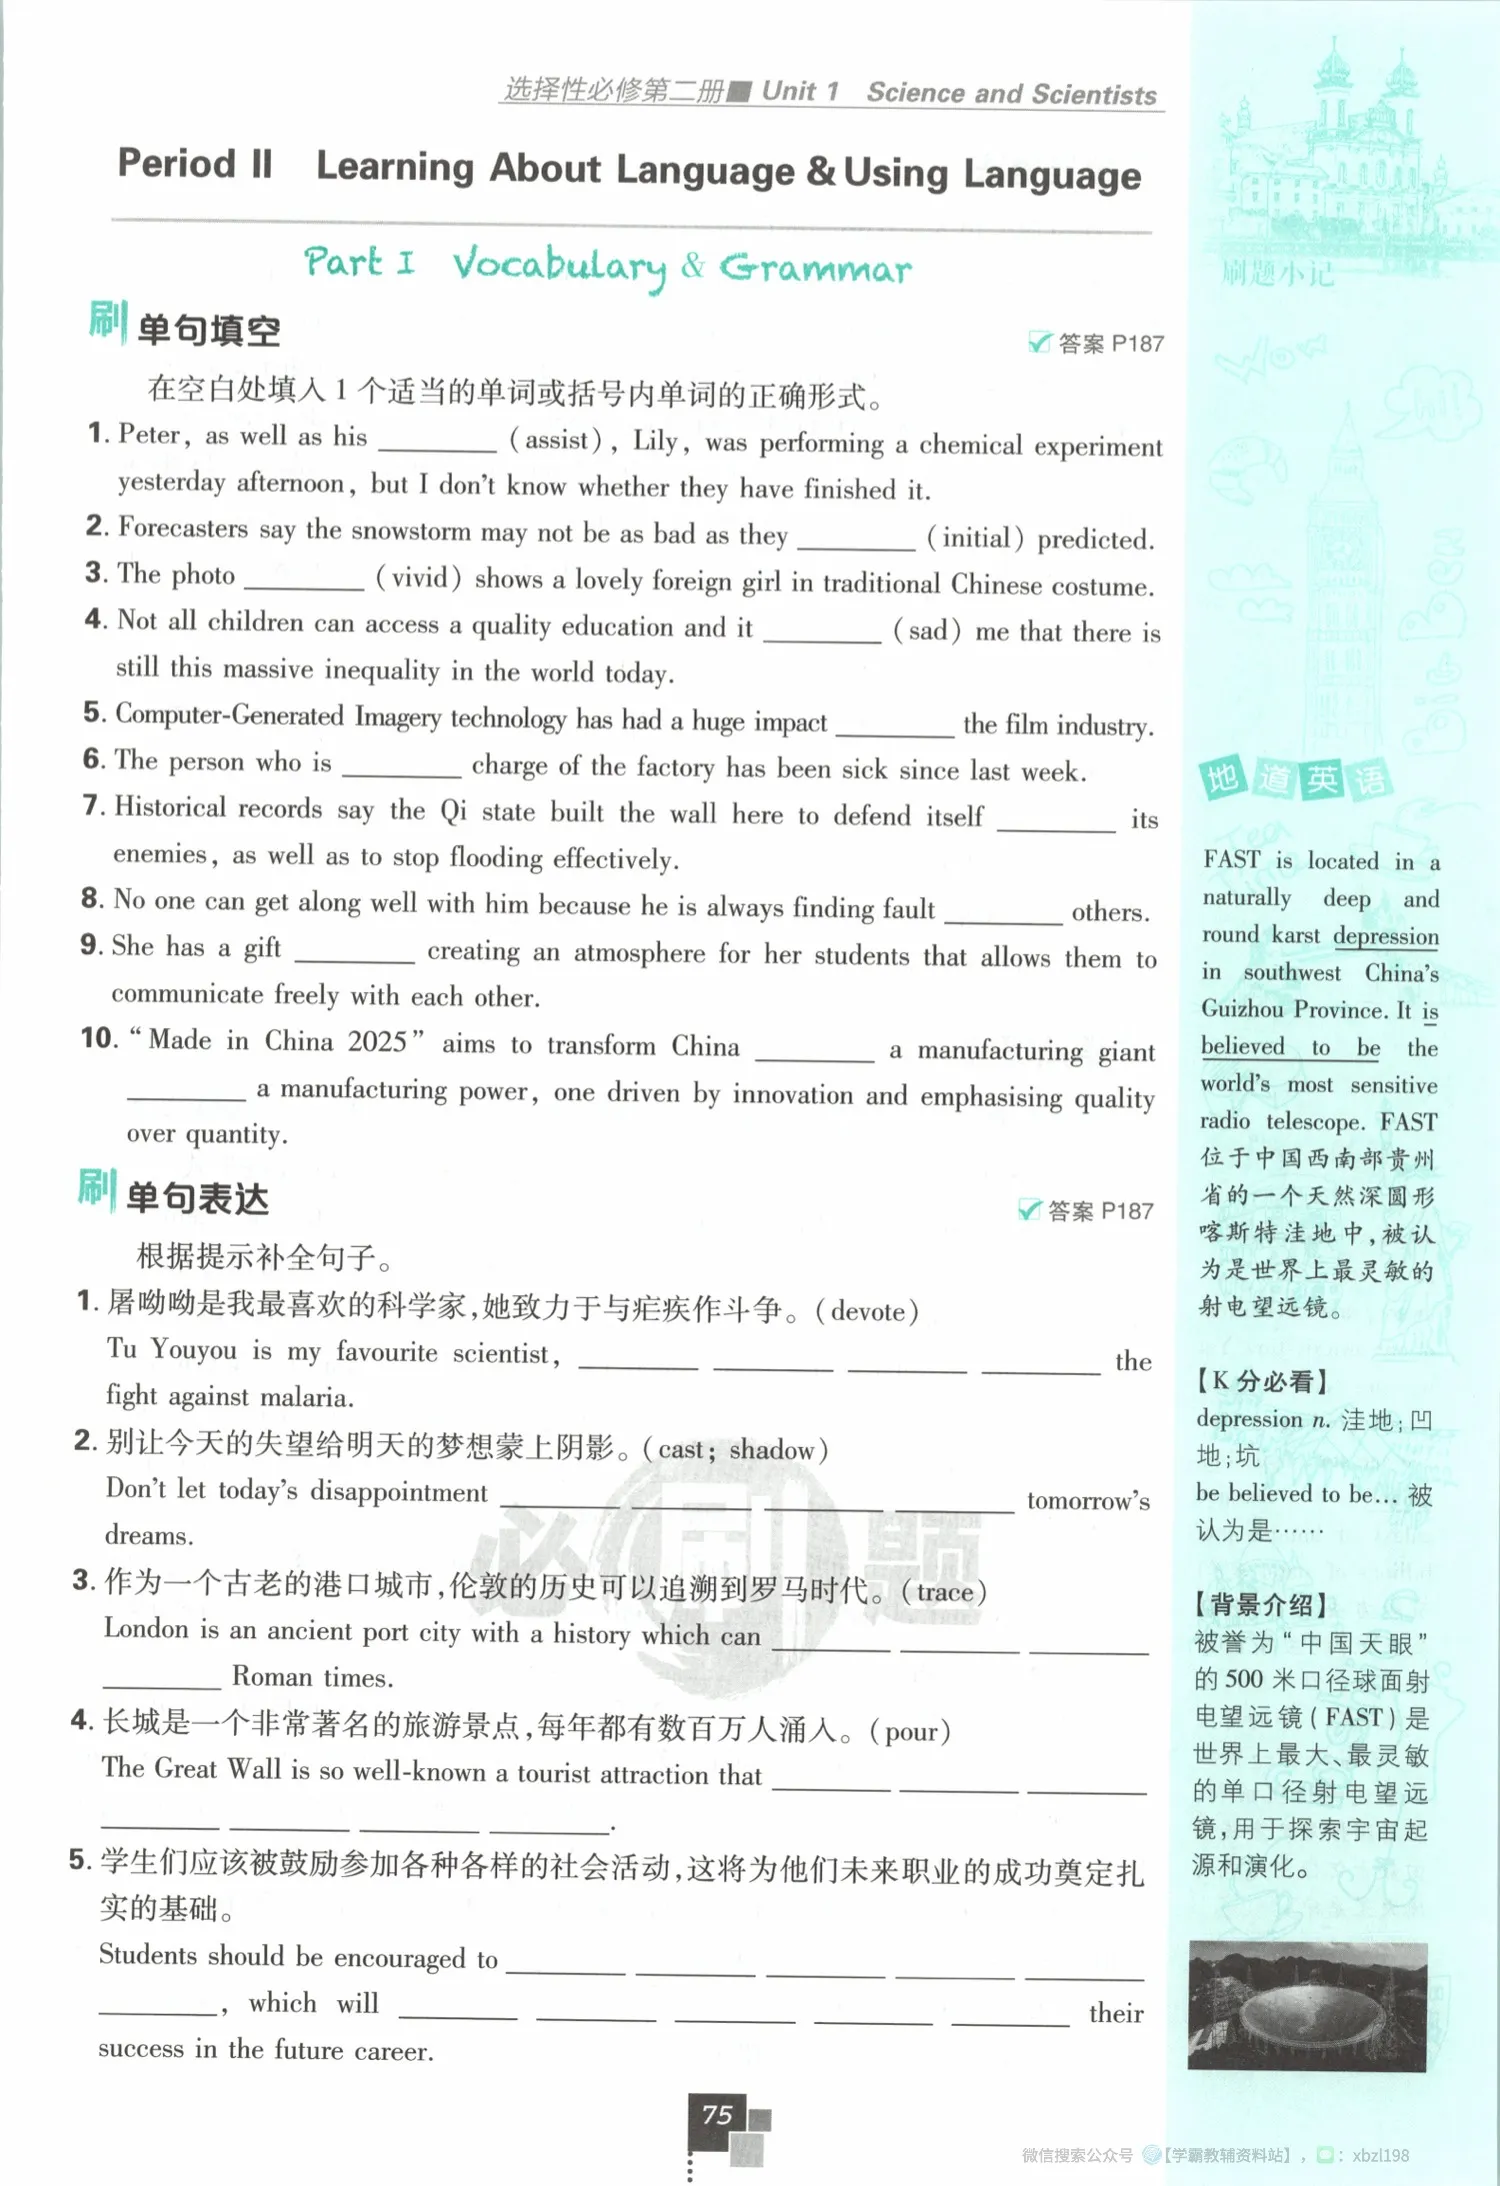 选择性必修第二册■ Unit 1 Science and Scientists
Period II Learning About Language & Using Language
Part I Vocabulary & Grammar
刷 单句填空 答案 P187
在空白处填入 1 个适当的单词或括号内单词的正确形式。
1. Peter, as well as his ________ (assist), Lily, was performing a chemical experiment
yesterday afternoon, but I don't know whether they have finished it.
2. Forecasters say the snowstorm may not be as bad as they ________ (initial) predicted.
3. The photo ________ (vivid) shows a lovely foreign girl in traditional Chinese costume.
4. Not all children can access a quality education and it ________ (sad) me that there is
still this massive inequality in the world today.
5. Computer-Generated Imagery technology has had a huge impact ________ the film industry.
6. The person who is ________ charge of the factory has been sick since last week.
7. Historical records say the Qi state built the wall here to defend itself ________ its
enemies, as well as to stop flooding effectively.
8. No one can get along well with him because he is always finding fault ________ others.
9. She has a gift ________ creating an atmosphere for her students that allows them to
communicate freely with each other.
10. “Made in China 2025” aims to transform China ________ a manufacturing giant
________ a manufacturing power, one driven by innovation and emphasising quality
over quantity.
刷 单句表达 答案 P187
根据提示补全句子。
1. 屠呦呦是我最喜欢的科学家,她致力于与疟疾作斗争。(devote)
Tu Youyou is my favourite scientist, ________ ________ ________ ________ the
fight against malaria.
2. 别让今天的失望给明天的梦想蒙上阴影。(cast; shadow)
Don't let today's disappointment ________ ________ ________ ________ tomorrow's
dreams.
3. 作为一个古老的港口城市,伦敦的历史可以追溯到罗马时代。(trace)
London is an ancient port city with a history which can ________ ________ ________
________ Roman times.
4. 长城是一个非常著名的旅游景点,每年都有数百万人涌入。(pour)
The Great Wall is so well-known a tourist attraction that ________ ________ ________
________ ________ ________ ________.
5. 学生们应该被鼓励参加各种各样的社会活动,这将为他们未来职业的成功奠定扎
实的基础。
Students should be encouraged to ________ ________ ________ ________ ________
________, which will ________ ________ ________ ________ ________ their
success in the future career.
75
刷题小记
地道英语
FAST is located in a
naturally deep and
round karst depression
in southwest China's
Guizhou Province. It is
believed to be the
world's most sensitive
radio telescope. FAST
位于中国西南部贵州
省的一个天然深圆形
喀斯特洼地中,被认
为是世界上最灵敏的
射电望远镜。
【K 分必看】
depression n. 洼地;凹
地;坑
be believed to be… 被
认为是……
【背景介绍】
被誉为“中国天眼”
的 500 米口径球面射
电望远镜(FAST)是
世界上最大、最灵敏
的单口径射电望远
镜,用于探索宇宙起
源和演化。
必刷题
微信搜索公众号 【学霸教辅资料站】, : xbzl198